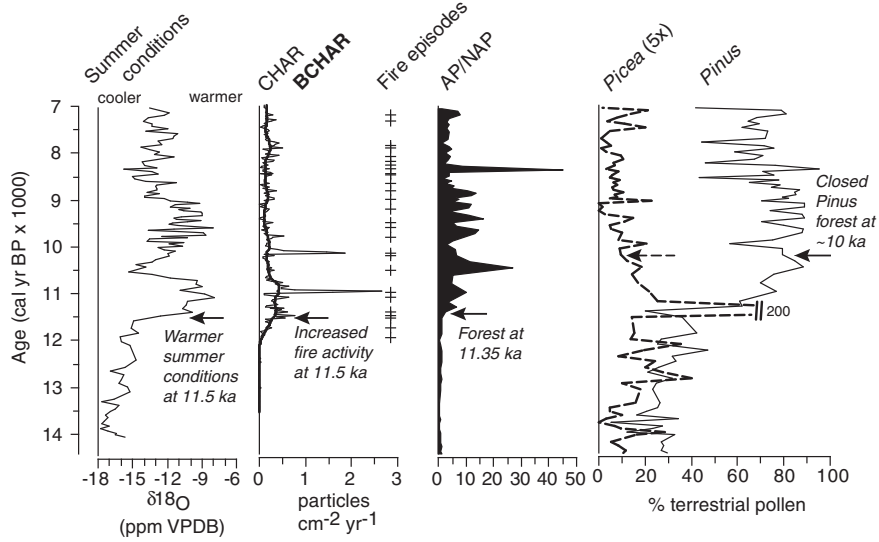 Summer
conditions
CHAR
BCHAR
Fire episodes
AP/NAP
Picea (5x)
Pinus
cooler
warmer
7
8
9
10
11
12
13
14
Age (cal yr BP x 1000)
Warmer
summer
conditions
at 11.5 ka
Increased
fire activity
at 11.5 ka
Forest at
11.35 ka
Closed
Pinus
forest at
~10 ka
200
-18 -15 -12 -9 -6
δ18O
(ppm VPDB)
0 1 2 3
particles
cm-2 yr-1
0 10 20 30 40 50
0 20 40 60 80 100
% terrestrial pollen